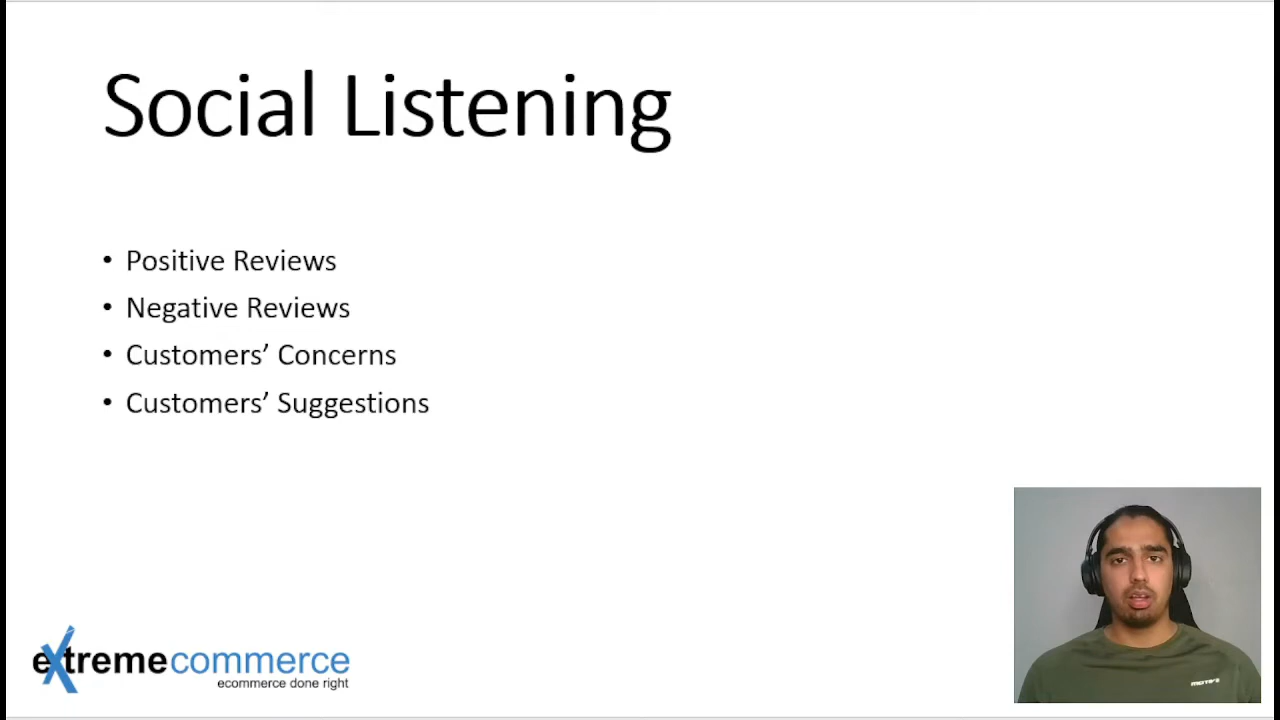 Social Listening
• Positive Reviews
• Negative Reviews
• Customers’ Concerns
• Customers’ Suggestions
extremecommerce
ecommerce done right